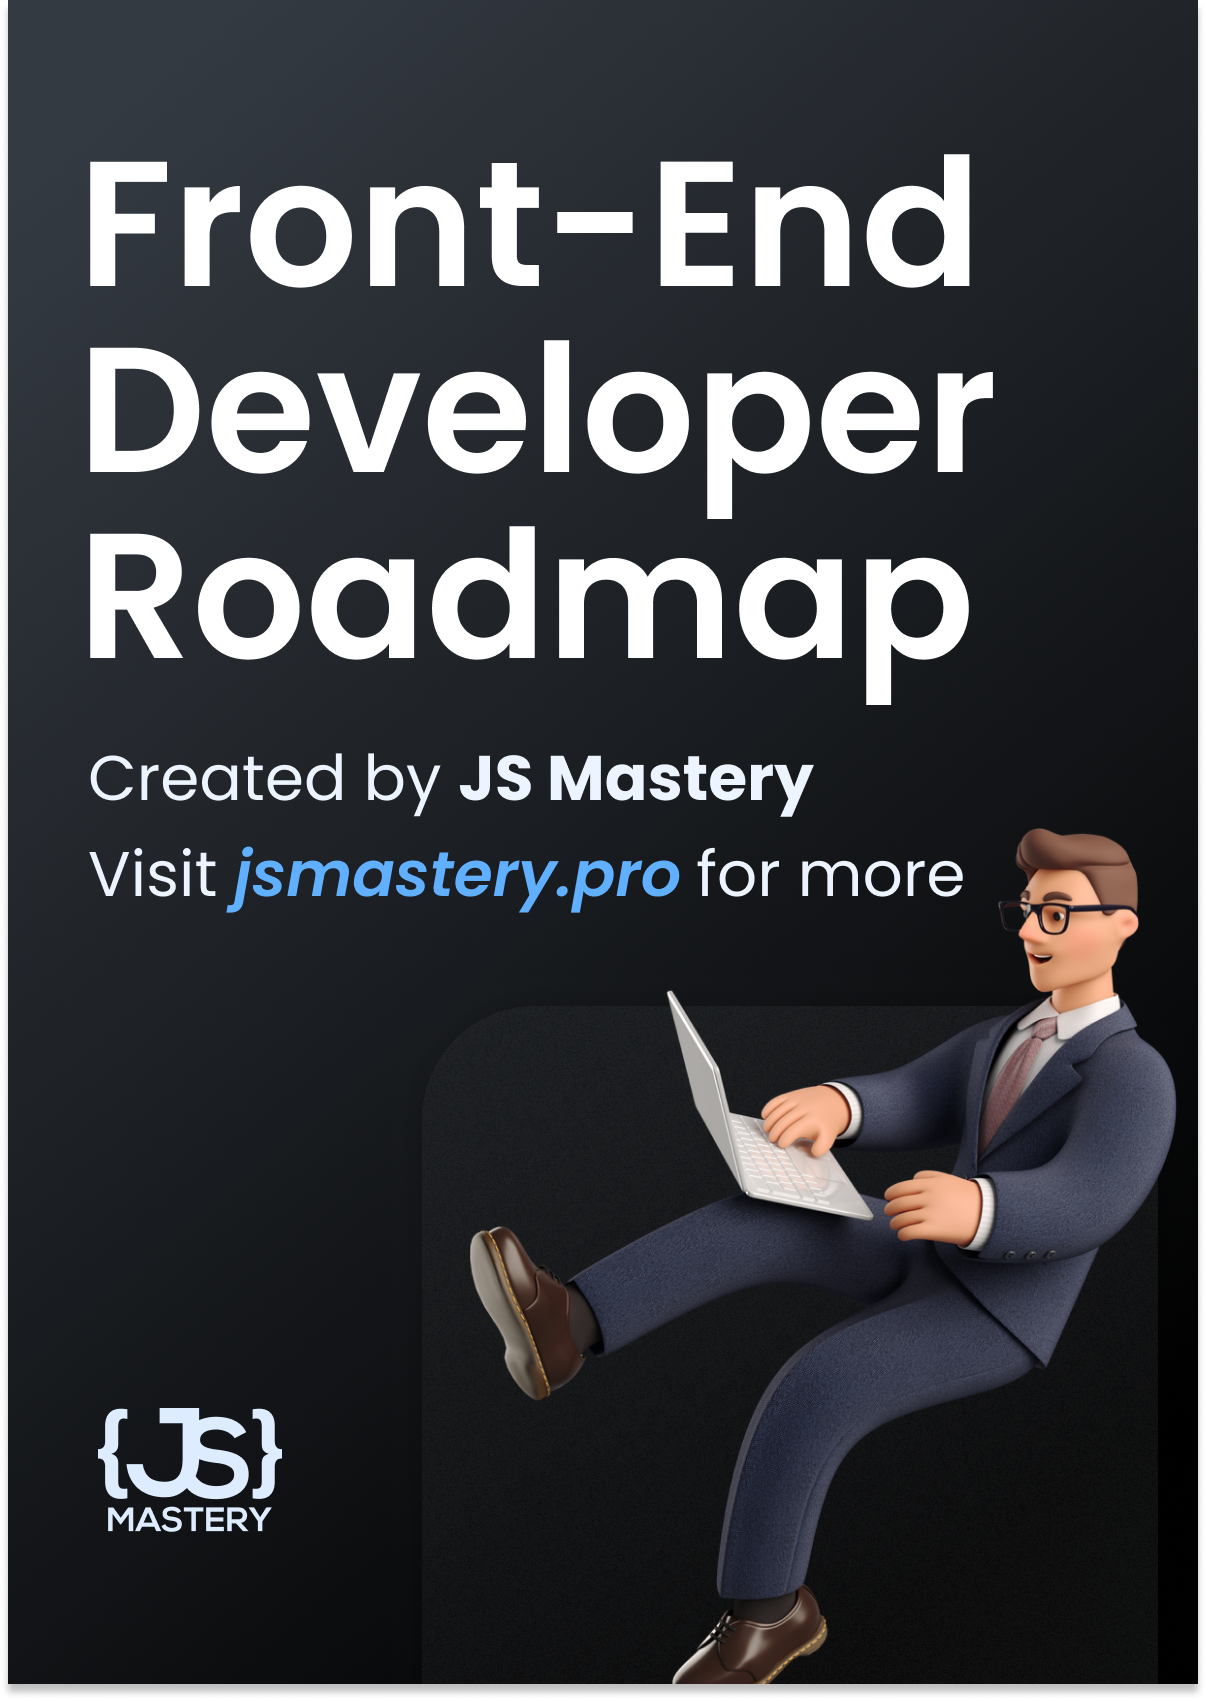 Front-End
Developer
Roadmap
Created by JS Mastery
Visit jsmastery.pro for more
{JS}
MASTERY